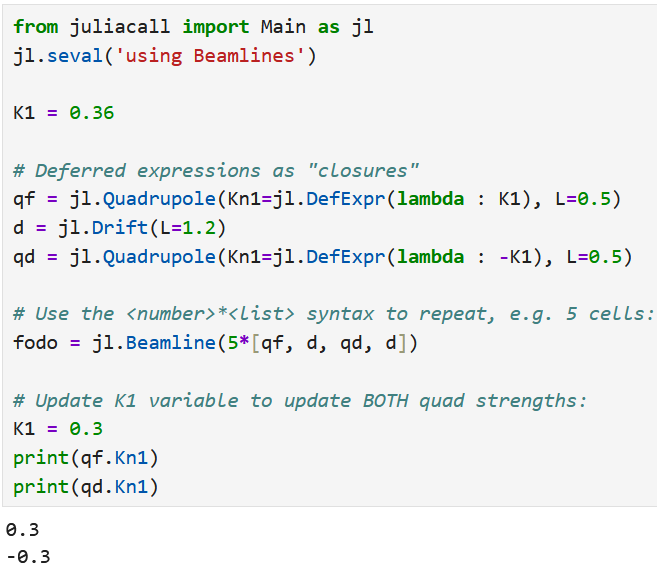 from juliacall import Main as jl
jl.seval('using Beamlines')
K1 = 0.36
# Deferred expressions as "closures"
qf = jl.Quadrupole(Kn1=jl.DefExpr(lambda : K1), L=0.5)
d = jl.Drift(L=1.2)
qd = jl.Quadrupole(Kn1=jl.DefExpr(lambda : -K1), L=0.5)
# Use the <number>*<list> syntax to repeat, e.g. 5 cells:
fodo = jl.Beamline(5*[qf, d, qd, d])
# Update K1 variable to update BOTH quad strengths:
K1 = 0.3
print(qf.Kn1)
print(qd.Kn1)
0.3
-0.3